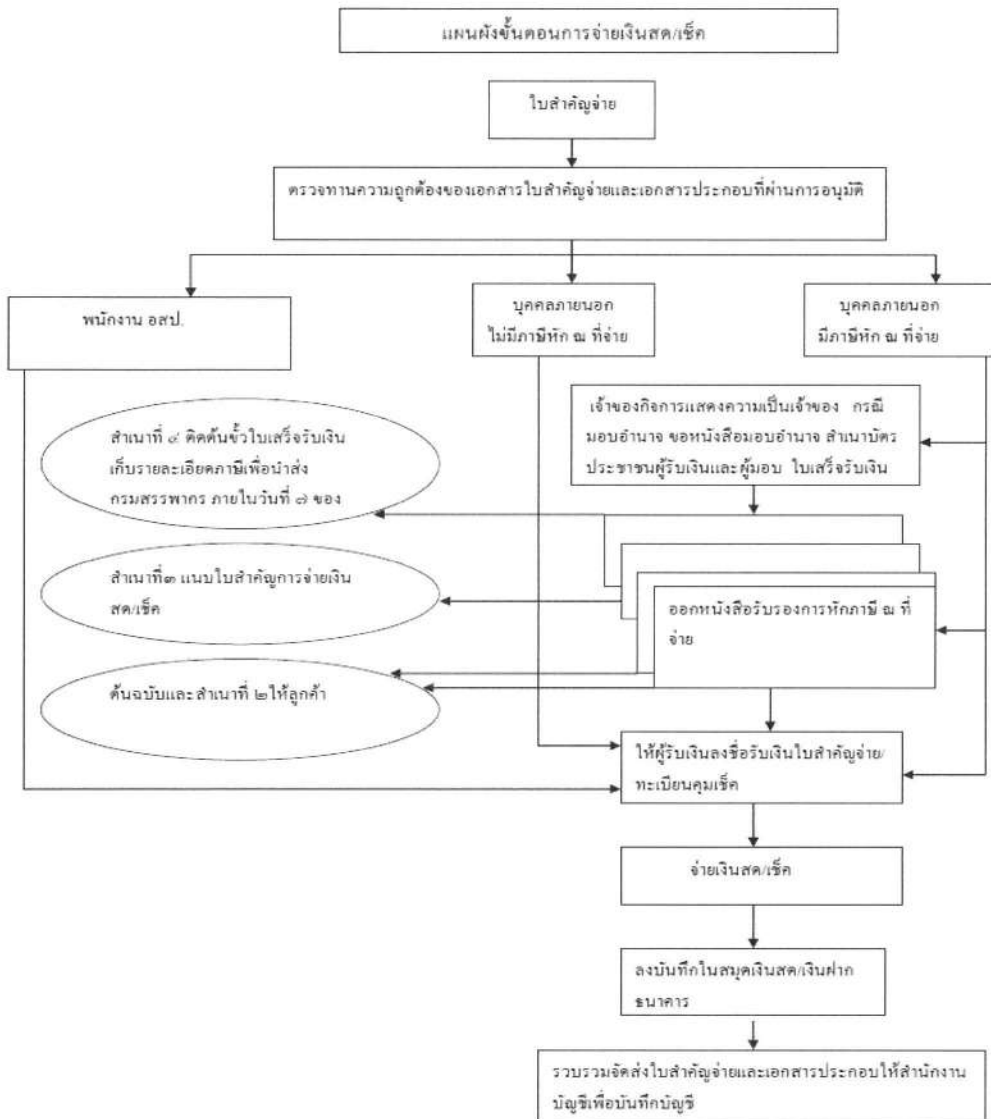 แผนผังขั้นตอนการจ่ายเงินสด/เช็ค
ใบสำคัญจ่าย
ตรวจทานความถูกต้องของเอกสารใบสำคัญจ่ายและเอกสารประกอบที่ผ่านการอนุมัติ
พนักงาน อสป.
บุคคลภายนอก
ไม่มีภาษีหัก ณ ที่จ่าย
บุคคลภายนอก
มีภาษีหัก ณ ที่จ่าย
เจ้าของกิจการแสดงความเป็นเจ้าของ กรณี
มอบอำนาจ ขอหนังสือมอบอำนาจ สำเนาบัตร
ประชาชนผู้รับเงินและผู้มอบ ใบเสร็จรับเงิน
สำเนาที่ ๔ ติดต้นขั้วใบเสร็จรับเงิน
เก็บรายละเอียดภาษีเพื่อนำส่ง
กรมสรรพากร ภายในวันที่ ๗ ของ
สำเนาที่๓ แนบใบสำคัญการจ่ายเงิน
สด/เช็ค
ออกหนังสือรับรองการหักภาษี ณ ที่
จ่าย
ต้นฉบับและสำเนาที่ ๒ ให้ลูกค้า
ให้ผู้รับเงินลงชื่อรับเงินใบสำคัญจ่าย/
ทะเบียนคุมเช็ค
จ่ายเงินสด/เช็ค
ลงบันทึกในสมุดเงินสด/เงินฝาก
ธนาคาร
รวบรวมจัดส่งใบสำคัญจ่ายและเอกสารประกอบให้สำนักงาน
บัญชีเพื่อบันทึกบัญชี